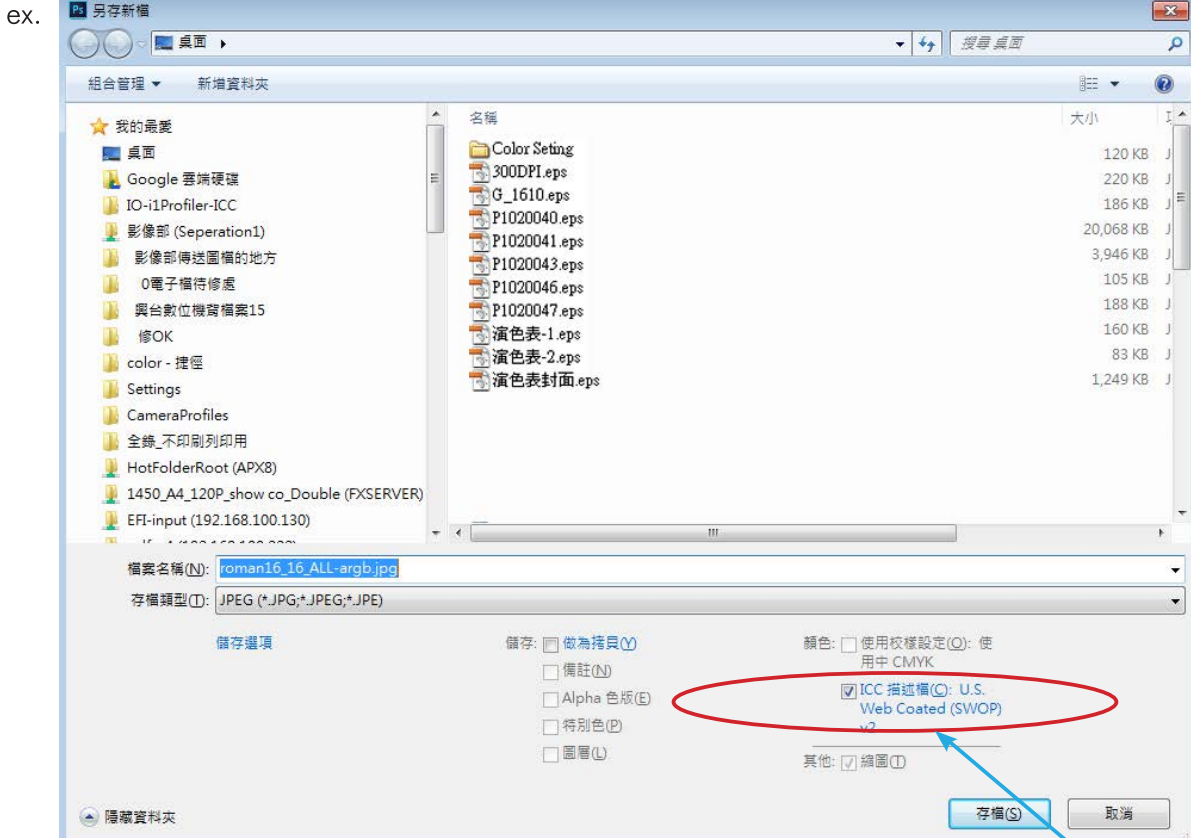 ex.
Ps 另存新檔
桌面
搜尋 桌面
組合管理 新增資料夾
我的最愛
桌面
Google 雲端硬碟
IO-i1Profiler-ICC
影像部 (Seperation1)
影像部傳送圖檔的地方
0電子檔待修處
興台數位機背檔案15
修OK
color - 捷徑
Settings
CameraProfiles
全錄_不印刷列印用
HotFolderRoot (APX8)
1450_A4_120P_show co_Double (FXSERVER)
EFI-input (192.168.100.130)
名稱 大小
Color Seting
300DPI.eps
G_1610.eps
P1020040.eps
P1020041.eps
P1020043.eps
P1020046.eps
P1020047.eps
演色表-1.eps
演色表-2.eps
演色表封面.eps
120 KB J
220 KB J
186 KB J
20,068 KB J
3,946 KB J
105 KB J
188 KB J
160 KB J
83 KB J
1,249 KB J
檔案名稱(N): roman16_16_ALL-argb.jpg
存檔類型(T): JPEG (*.JPG;*.JPEG;*.JPE)
儲存選項
儲存: 做為拷貝(Y)
備註(N)
Alpha 色版(E)
特別色(P)
圖層(L)
顏色: 使用校樣設定(O): 使
用中 CMYK
ICC 描述檔(C): U.S.
Web Coated (SWOP)
v2
其他: 縮圖(T)
隱藏資料夾
存檔(S) 取消